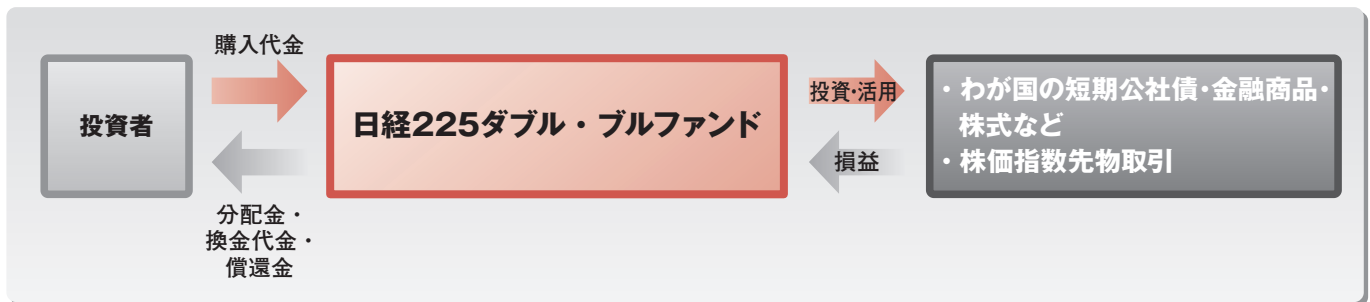 購入代金
投資者
日経225ダブル・ブルファンド
投資・活用
損益
・わが国の短期公社債・金融商品・
株式など
・株価指数先物取引
分配金・
換金代金・
償還金